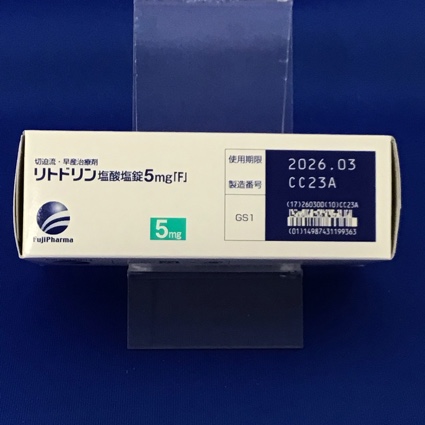 切迫流・早産治療剤
リトドリン塩酸塩錠5mg「F」
FujiPharma
5mg
使用期限 2026.03
製造番号 CC23A
GS1
(17)260300(10)CC23A
(01)14987431199363